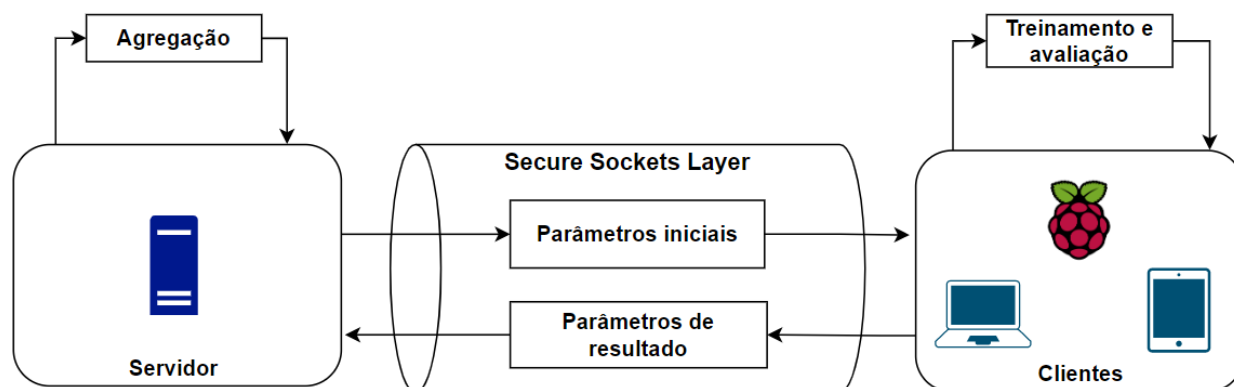 Agregação
Treinamento e
avaliação
Secure Sockets Layer
Parâmetros iniciais
Parâmetros de
resultado
Servidor
Clientes